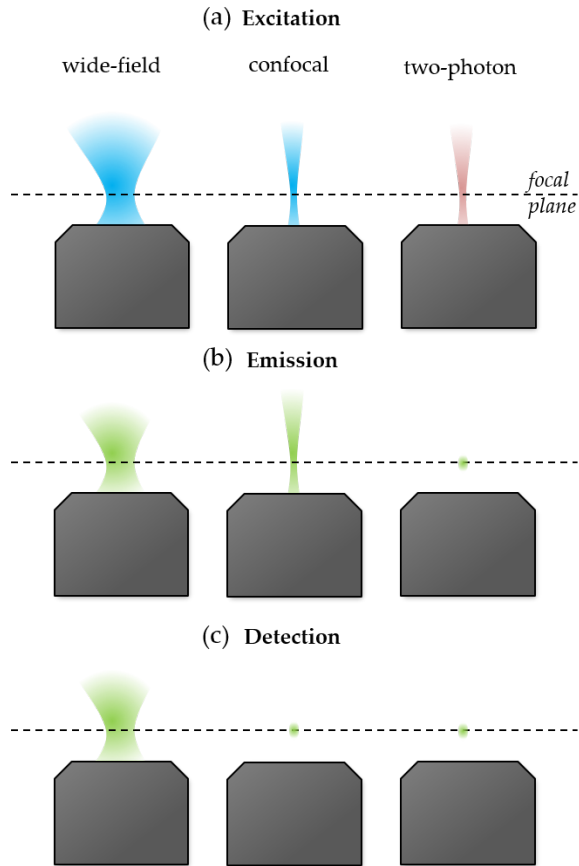 (a) Excitation
wide-field confocal two-photon
focal
plane
(b) Emission
(c) Detection